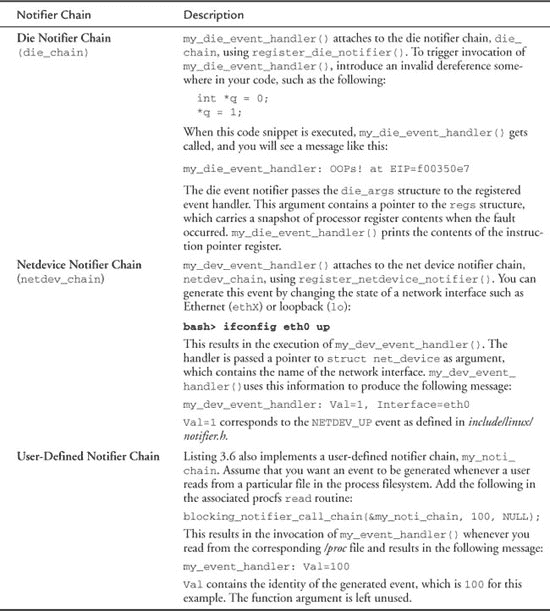 Notifier Chain Description
Die Notifier Chain
(die_chain)
my_die_event_handler() attaches to the die notifier chain, die_
chain, using register_die_notifier(). To trigger invocation of
my_die_event_handler(), introduce an invalid dereference some-
where in your code, such as the following:
int *q = 0;
*q = 1;
When this code snippet is executed, my_die_event_handler() gets
called, and you will see a message like this:
my_die_event_handler: OOPs! at EIP=f00350e7
The die event notifier passes the die_args structure to the registered
event handler. This argument contains a pointer to the regs structure,
which carries a snapshot of processor register contents when the fault
occurred. my_die_event_handler() prints the contents of the instruc-
tion pointer register.
Netdevice Notifier Chain
(netdev_chain)
my_dev_event_handler() attaches to the net device notifier chain,
netdev_chain, using register_netdevice_notifier(). You can
generate this event by changing the state of a network interface such as
Ethernet (ethX) or loopback (lo):
bash> ifconfig eth0 up
This results in the execution of my_dev_event_handler(). The
handler is passed a pointer to struct net_device as argument,
which contains the name of the network interface. my_dev_event_
handler()uses this information to produce the following message:
my_dev_event_handler: Val=1, Interface=eth0
Val=1 corresponds to the NETDEV_UP event as defined in include/linux/
notifier.h.
User-Defined Notifier Chain
Listing 3.6 also implements a user-defined notifier chain, my_noti_
chain. Assume that you want an event to be generated whenever a user
reads from a particular file in the process filesystem. Add the following in
the associated procfs read routine:
blocking_notifier_call_chain(&my_noti_chain, 100, NULL);
This results in the invocation of my_event_handler() whenever you
read from the corresponding /proc file and results in the following message:
my_event_handler: Val=100
Val contains the identity of the generated event, which is 100 for this
example. The function argument is left unused.